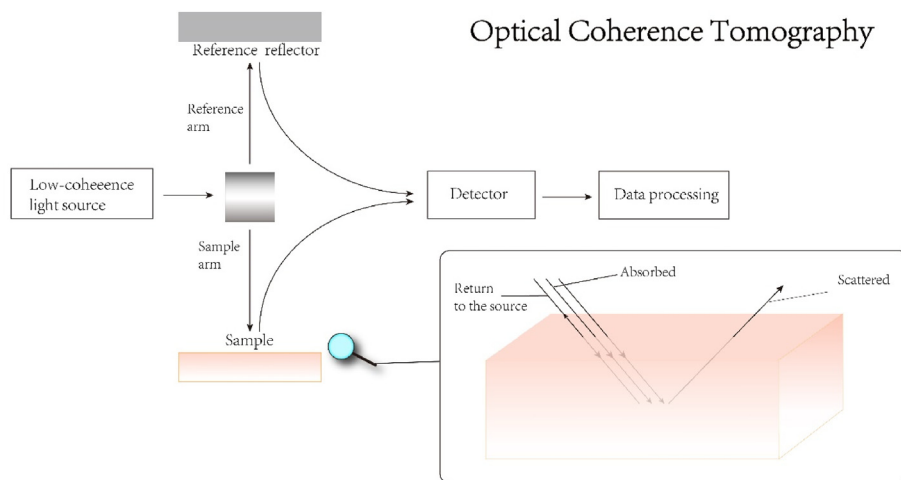 Optical Coherence Tomography
Reference reflector
Reference
arm
Low-coheeence
light source
Detector
Data processing
Sample
arm
Sample
Absorbed
Return
to the source
Scattered